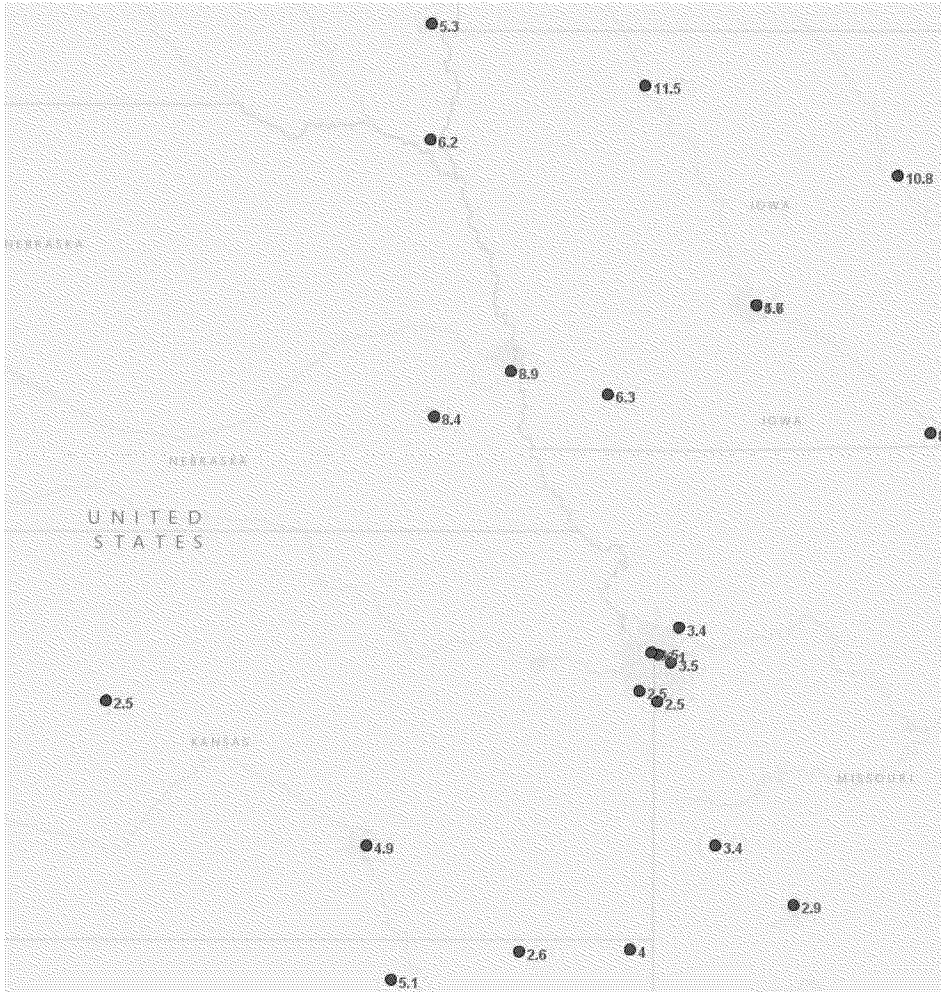 5.3
11.5
6.2
10.8
IOWA
NEBRASKA
8.9
6.3
8.4
IOWA
NEBRASKA
UNITED
STATES
3.4
3.5
2.5
2.5
2.5
KANSAS
MISSOURI
4.9
3.4
2.9
2.6
4
5.1